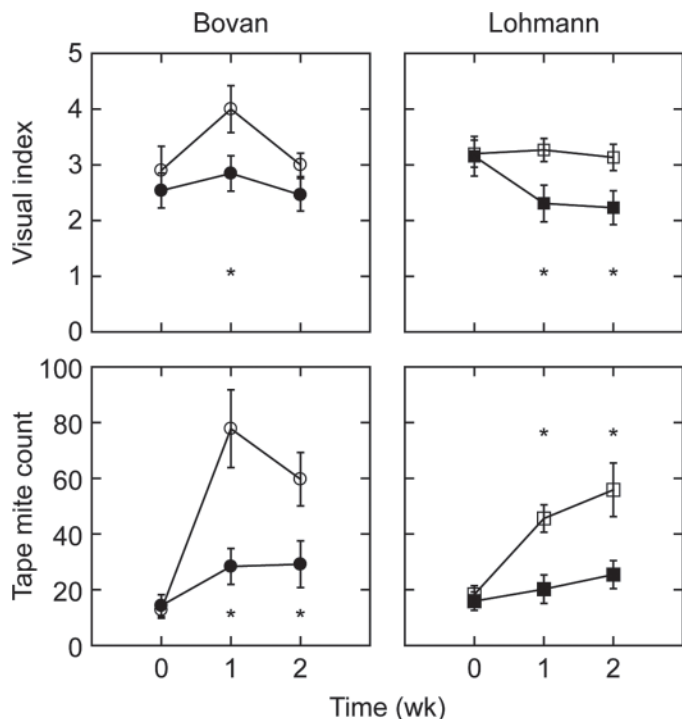 Bovan Lohmann
Visual index
5
4
3
2
1
0
* * *
Tape mite count
100
80
60
40
20
0
* *
* *
0 1 2 0 1 2
Time (wk)